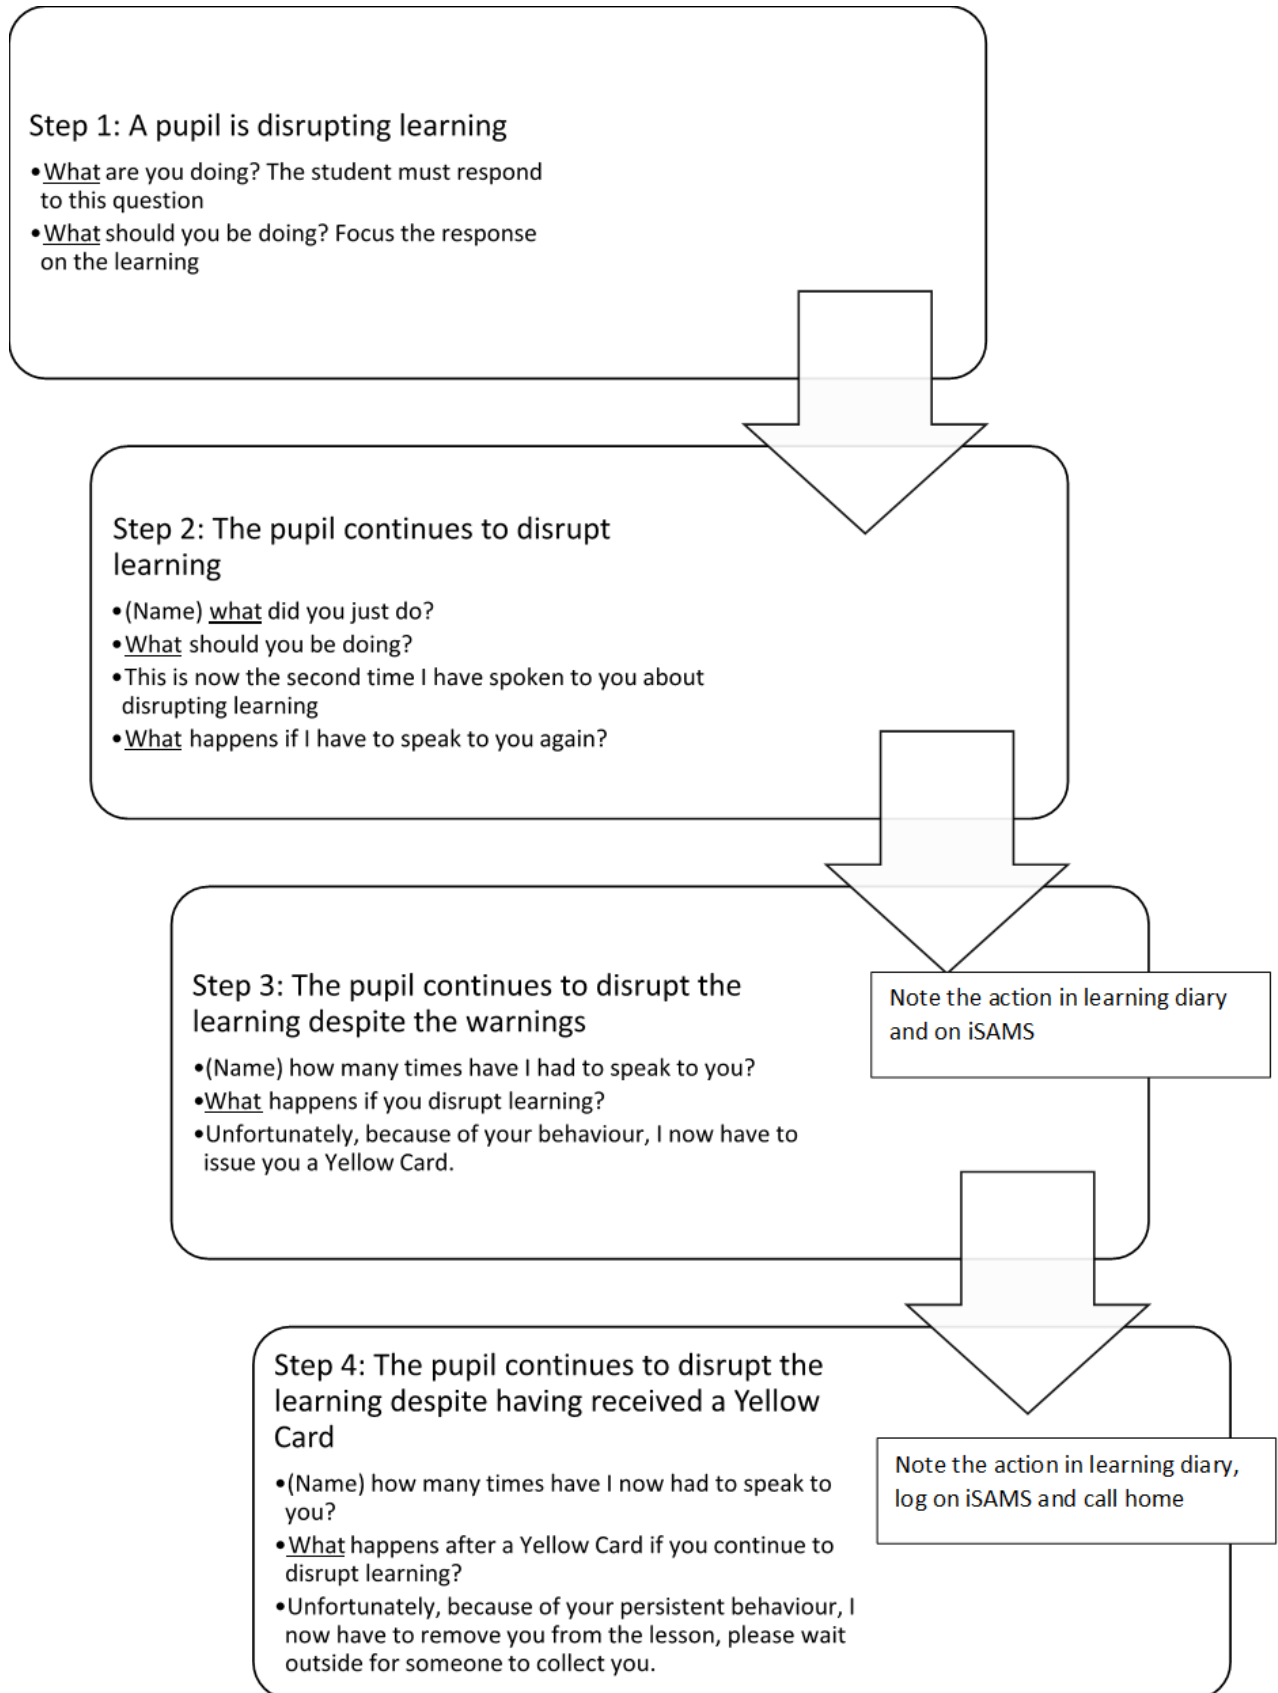 Step 1: A pupil is disrupting learning
•What are you doing? The student must respond
to this question
•What should you be doing? Focus the response
on the learning
Step 2: The pupil continues to disrupt
learning
•(Name) what did you just do?
•What should you be doing?
•This is now the second time I have spoken to you about
disrupting learning
•What happens if I have to speak to you again?
Step 3: The pupil continues to disrupt the
learning despite the warnings
•(Name) how many times have I had to speak to you?
•What happens if you disrupt learning?
•Unfortunately, because of your behaviour, I now have to
issue you a Yellow Card.
Note the action in learning diary
and on iSAMS
Step 4: The pupil continues to disrupt the
learning despite having received a Yellow
Card
•(Name) how many times have I now had to speak to
you?
•What happens after a Yellow Card if you continue to
disrupt learning?
•Unfortunately, because of your persistent behaviour, I
now have to remove you from the lesson, please wait
outside for someone to collect you.
Note the action in learning diary,
log on iSAMS and call home